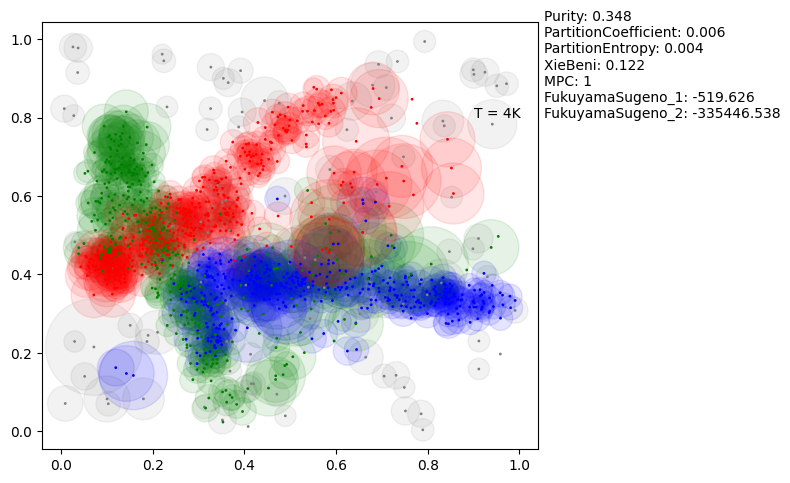 Purity: 0.348
PartitionCoefficient: 0.006
PartitionEntropy: 0.004
XieBeni: 0.122
MPC: 1
FukuyamaSugeno_1: -519.626
FukuyamaSugeno_2: -335446.538
T = 4K
1.0
0.8
0.6
0.4
0.2
0.0
0.0 0.2 0.4 0.6 0.8 1.0